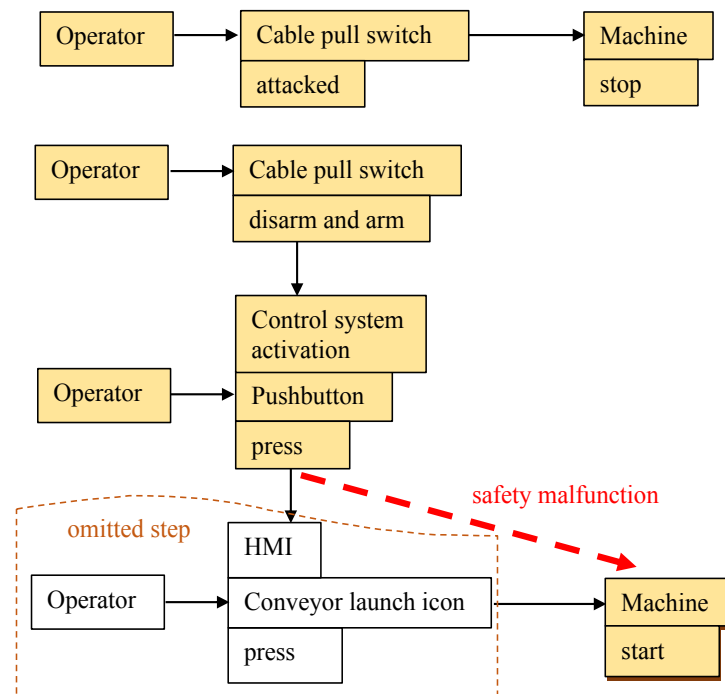 Operator
Cable pull switch
Machine
attacked
stop
Operator
Cable pull switch
disarm and arm
Control system
activation
Operator
Pushbutton
press
safety malfunction
omitted step
HMI
Operator
Conveyor launch icon
Machine
press
start